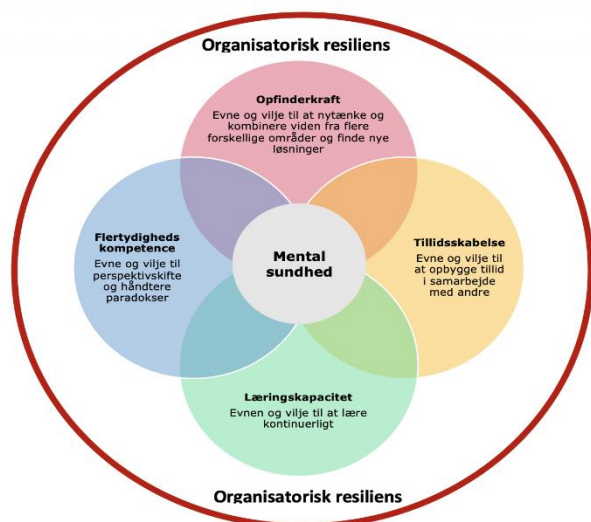 Organisatorisk resiliens
Opfinderkraft
Evne og vilje til at nytænke og
kombinere viden fra flere
forskellige områder og finde nye
løsninger
Flertydigheds
kompetence
Evne og vilje til
perspektivskifte
og håndtere
paradokser
Mental
sundhed
Tillidsskabelse
Evne og vilje til
at opbygge tillid
i samarbejde
med andre
Læringskapacitet
Evnen og vilje til at lære
kontinuerligt
Organisatorisk resiliens